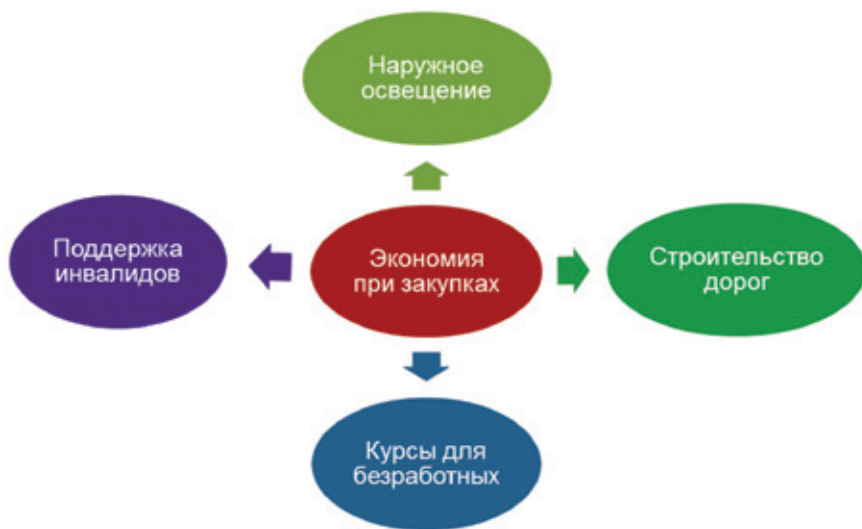 Наружное
освещение
Поддержка
инвалидов
Экономия
при закупках
Строительство
дорог
Курсы для
безработных